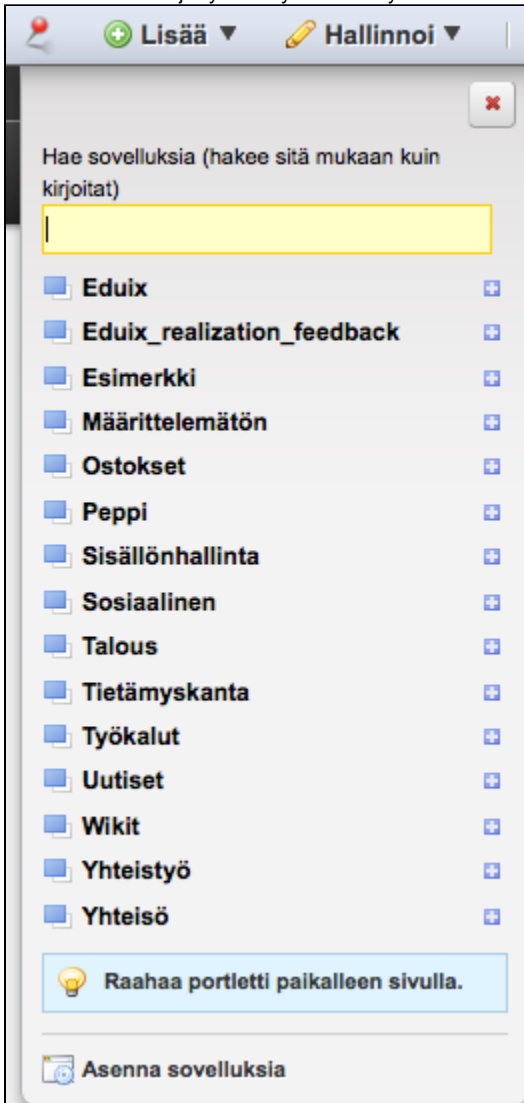 Lisää ▼ Hallinnoi ▼
Hae sovelluksia (hakee sitä mukaan kuin
kirjoitat)
Eduix
Eduix_realization_feedback
Esimerkki
Määrittelemätön
Ostokset
Peppi
Sisällönhallinta
Sosiaalinen
Talous
Tietämyskanta
Työkalut
Uutiset
Wikit
Yhteistyö
Yhteisö
Raahaa portletti paikalleen sivulla.
Asenna sovelluksia